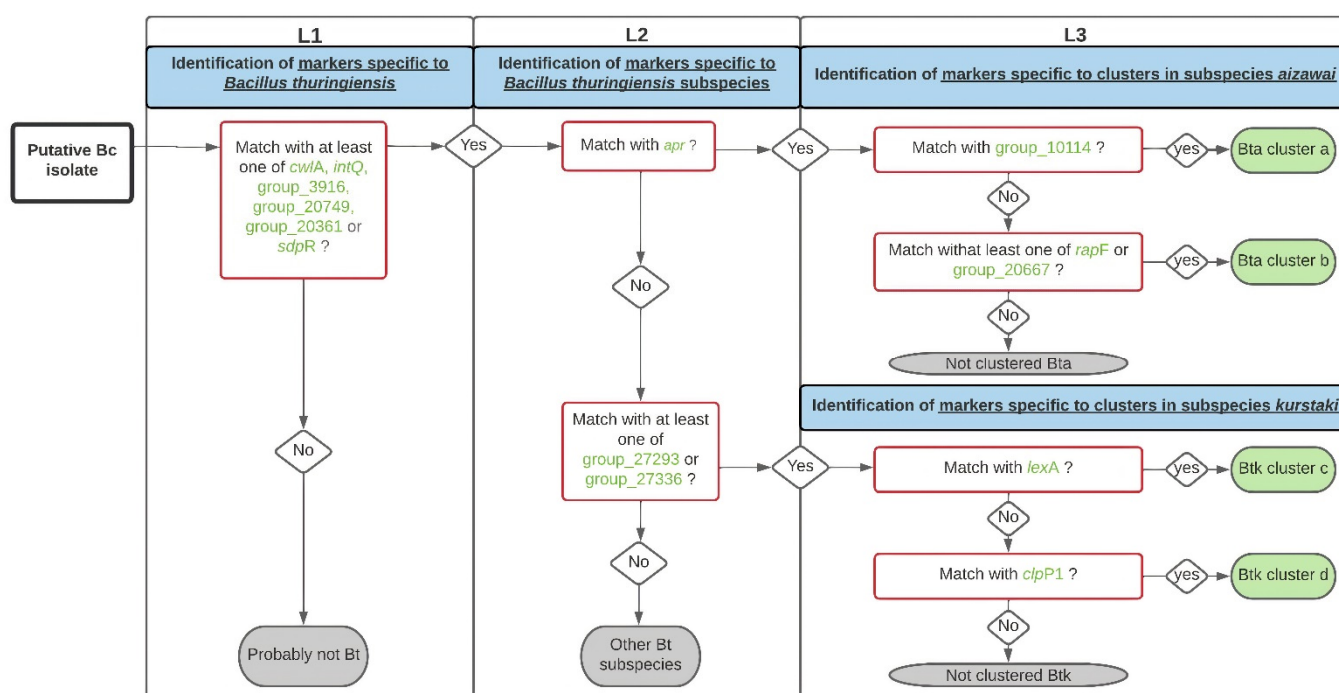 L1
L2
L3
Identification of markers specific to
Bacillus thuringiensis
Identification of markers specific to
Bacillus thuringiensis subspecies
Identification of markers specific to clusters in subspecies aizawai
Putative Bc
isolate
Match with at least
one of cwlA, intQ,
group_3916,
group_20749,
group_20361 or
sdpR ?
Yes
Match with apr ?
Yes
Match with group_10114 ?
yes
Bta cluster a
No
Match withat least one of rapF or
group_20667 ?
yes
Bta cluster b
No
No
Not clustered Bta
Identification of markers specific to clusters in subspecies kurstaki
Match with at least
one of
group_27293 or
group_27336 ?
Yes
Match with lexA ?
yes
Btk cluster c
No
No
No
Match with clpP1 ?
yes
Btk cluster d
No
Probably not Bt
Other Bt
subspecies
Not clustered Btk